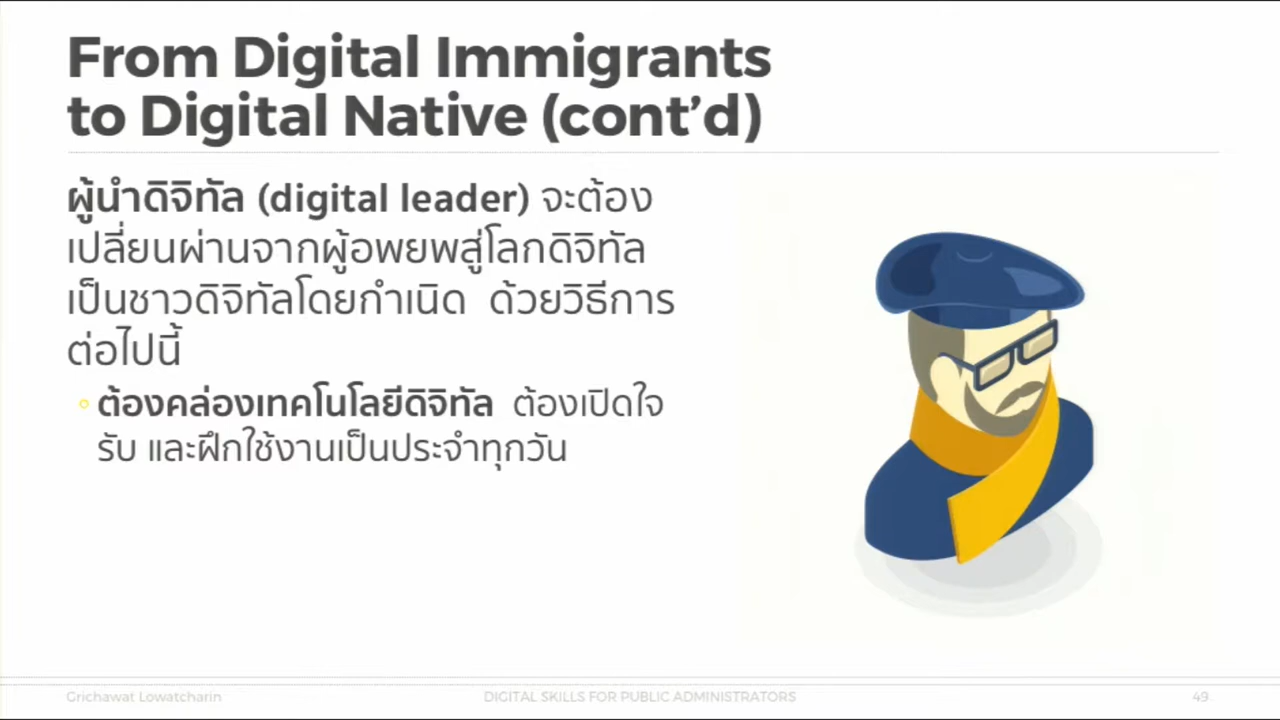 From Digital Immigrants
to Digital Native (cont’d)
ผู้นำดิจิทัล (digital leader) จะต้อง
เปลี่ยนผ่านจากผู้อพยพสู่โลกดิจิทัล
เป็นชาวดิจิทัลโดยกำเนิด ด้วยวิธีการ
ต่อไปนี้
◦ ต้องคล่องเทคโนโลยีดิจิทัล ต้องเปิดใจ
รับ และฝึกใช้งานเป็นประจำทุกวัน
Grichawat Lowatcharin
DIGITAL SKILLS FOR PUBLIC ADMINISTRATORS
49